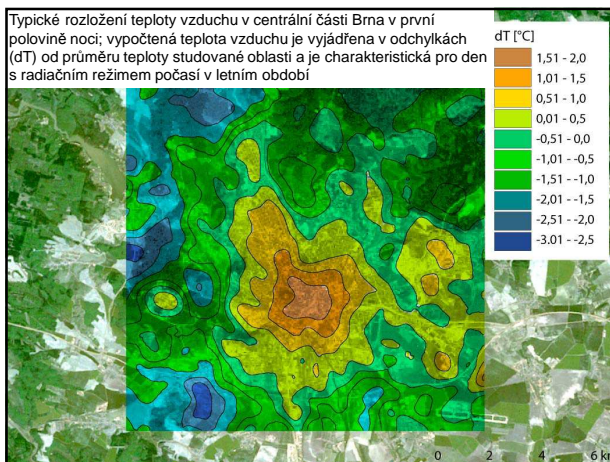 Typické rozložení teploty vzduchu v centrální části Brna v první
polovině noci; vypočtená teplota vzduchu je vyjádřena v odchylkách
(dT) od průměru teploty studované oblasti a je charakteristická pro den
s radiačním režimem počasí v letním období
dT [°C]
1,51 - 2,0
1,01 - 1,5
0,51 - 1,0
0,01 - 0,5
-0,51 - 0,0
-1,01 - -0,5
-1,51 - -1,0
-2,01 - -1,5
-2,51 - -2,0
-3.01 - -2,5
0 2 4 6 km